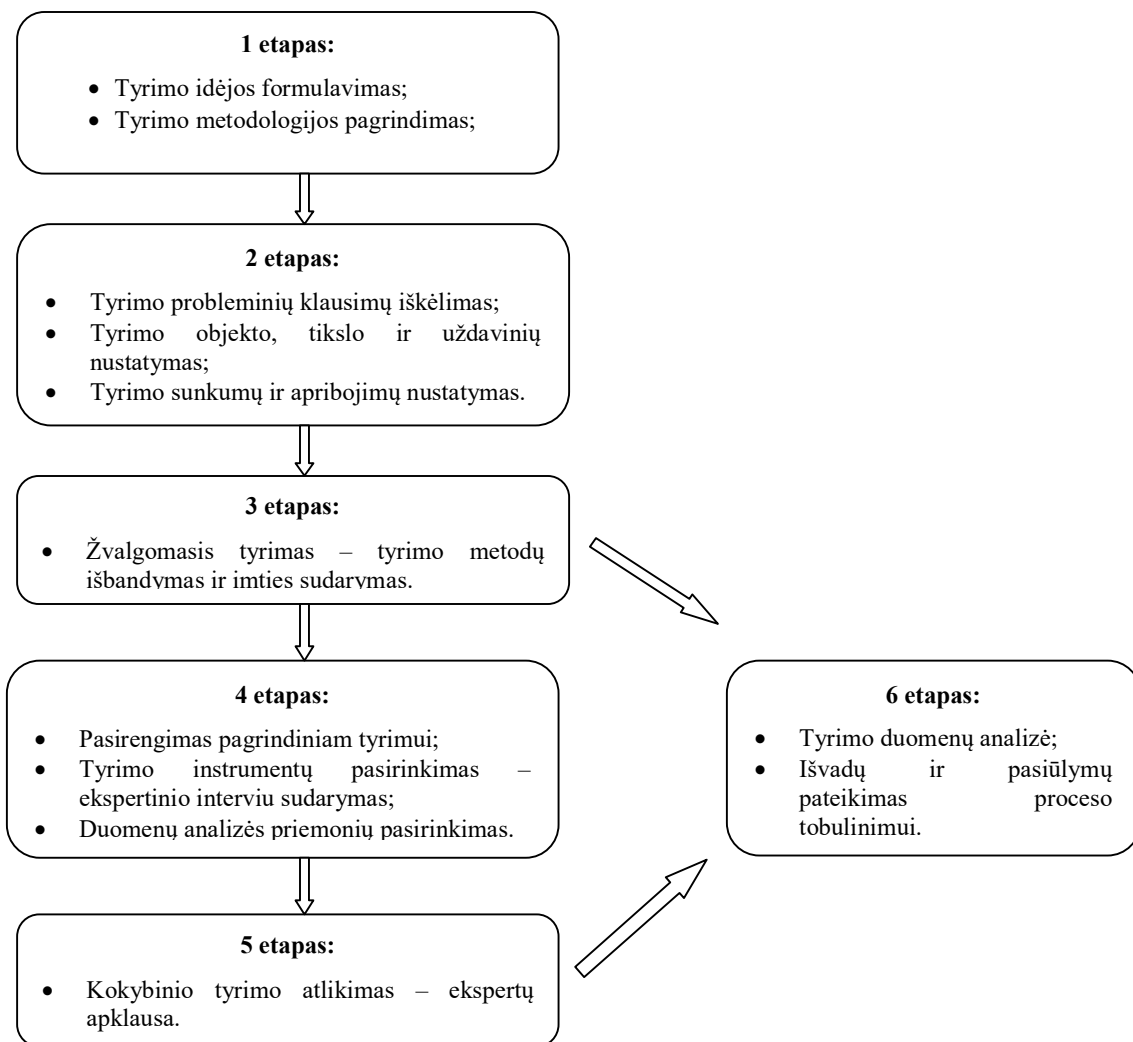 1 etapas:
• Tyrimo idėjos formulavimas;
• Tyrimo metodologijos pagrindimas;
2 etapas:
• Tyrimo probleminių klausimų iškėlimas;
• Tyrimo objekto, tikslo ir uždavinių
nustatymas;
• Tyrimo sunkumų ir apribojimų nustatymas.
3 etapas:
• Žvalgomasis tyrimas – tyrimo metodų
išbandymas ir imties sudarymas.
4 etapas:
• Pasirengimas pagrindiniam tyrimui;
• Tyrimo instrumentų pasirinkimas –
ekspertinio interviu sudarymas;
• Duomenų analizės priemonių pasirinkimas.
5 etapas:
• Kokybinio tyrimo atlikimas – ekspertų
apklausa.
6 etapas:
• Tyrimo duomenų analizė;
• Išvadų ir pasiūlymų
pateikimas proceso
tobulinimui.